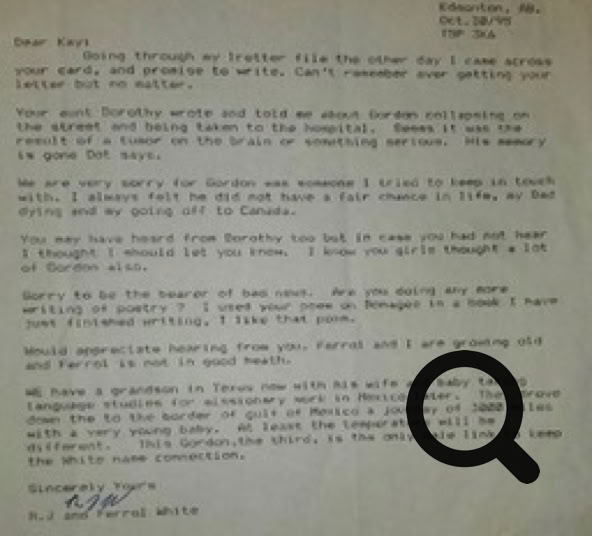 Edmonton, AB.
Oct.20/95
T5P 3K6
Dear Kay:
Going through my lretter file the other day I came across
your card, and promise to write. Can't remember ever getting your
letter but no matter.
Your aunt Dorothy wrote and told me about Gordon collapsing on
the street and being taken to the hospital. Seems it was the
result of a tumor on the brain or something serious. His memory
is gone Dot says.
We are very sorry for Gordon was someone I tried to keep in touch
with. I always felt he did not have a fair chance in life, my Dad
dying and my going off to Canada.
You may have heard from Dorothy too but in case you had not hear
I thought I should let you know. I know you girls thought a lot
of Gordon also.
Sorry to be the bearer of bad news. Are you doing any more
writing of poetry ? I used your poem on in a book I have
just finished writing, I like that poem.
Would appreciate hearing from you. Ferrol and I are growing old
and Ferrol is not in good heath.
WE have a grandson in Texas now with his wife baby
language studies for missionary work in Mexico
down the to the border of gulf of Mexico a of 3000
with a very young baby. At least the will be
different. This Gordon,the third, is the only keep
the White name connection.
Sincerely Yours
RJW
R.J and Ferrol White